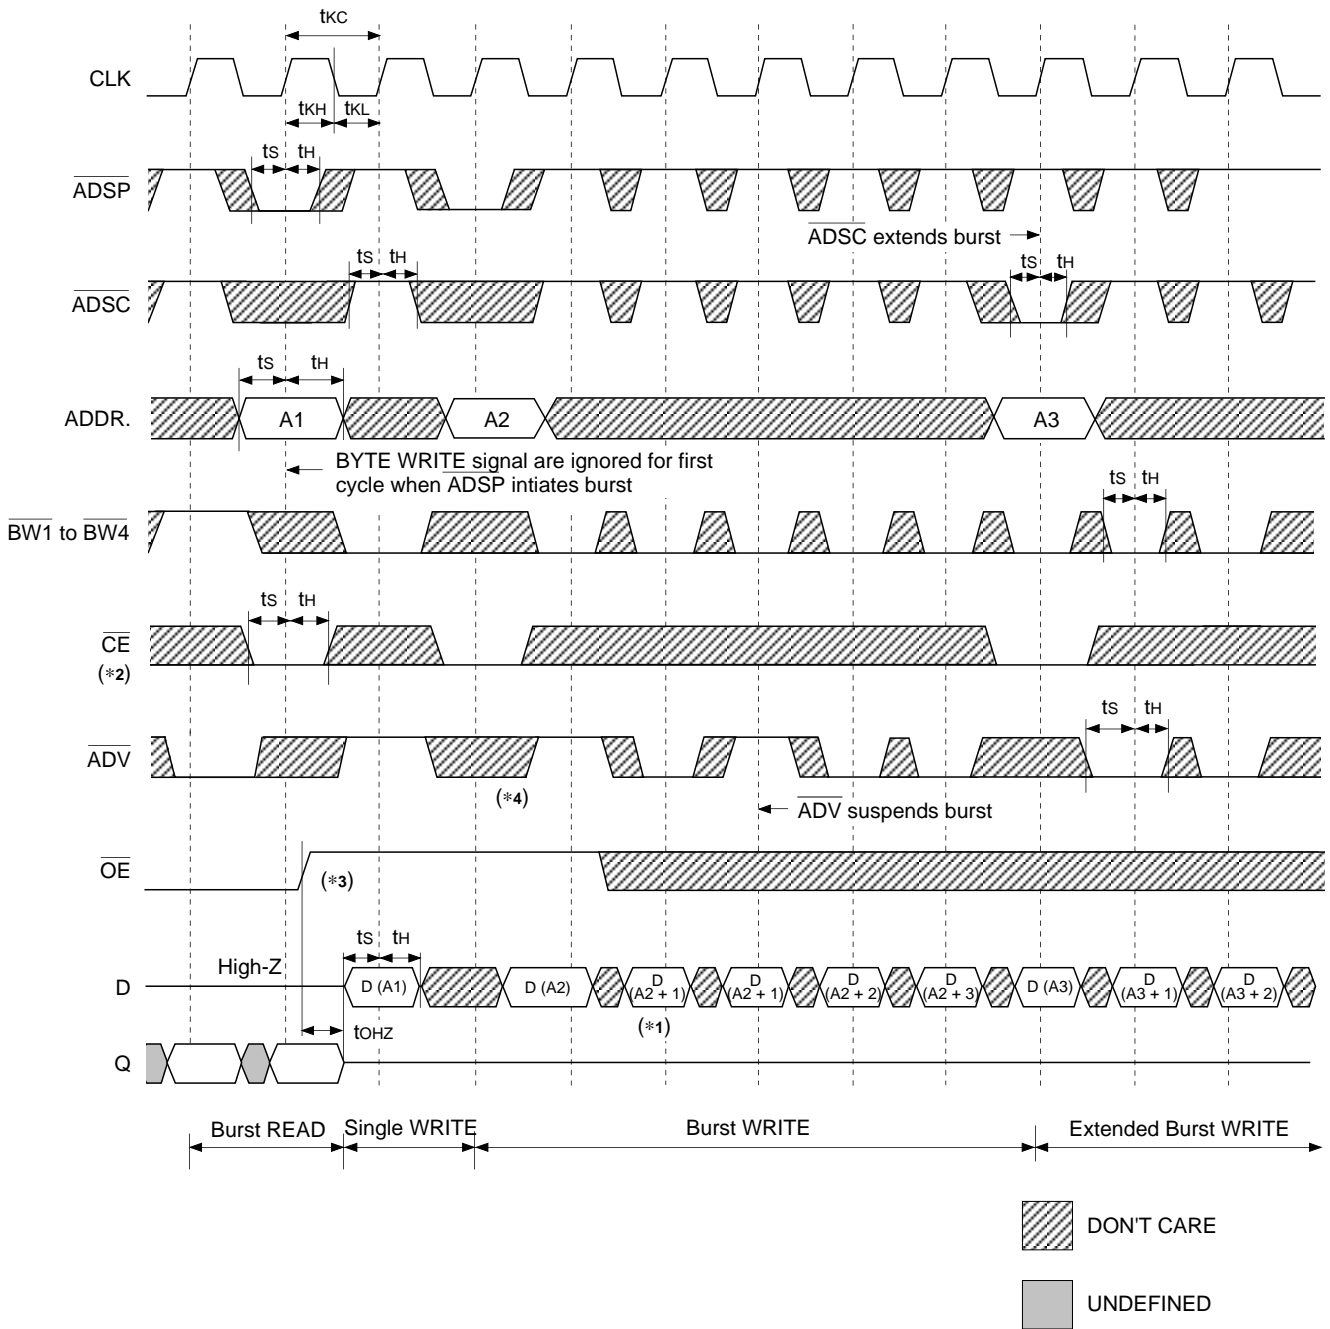 tKC
CLK
tKH tKL
tS tH
ADSP
ADSC extends burst
tS tH tS tH
ADSC
tS tH
ADDR. A1 A2 A3
BYTE WRITE signal are ignored for first
cycle when ADSP intiates burst
tS tH
BW1 to BW4
tS tH
CE
(*2)
tS tH
ADV
(*4)
ADV suspends burst
OE
(*3)
tS tH
High-Z
D D (A1) D (A2) D (A2 + 1) D (A2 + 1) D (A2 + 2) D (A2 + 3) D (A3) D (A3 + 1) D (A3 + 2)
(*1)
tOHZ
Q
Burst READ Single WRITE Burst WRITE Extended Burst WRITE
DON'T CARE
UNDEFINED